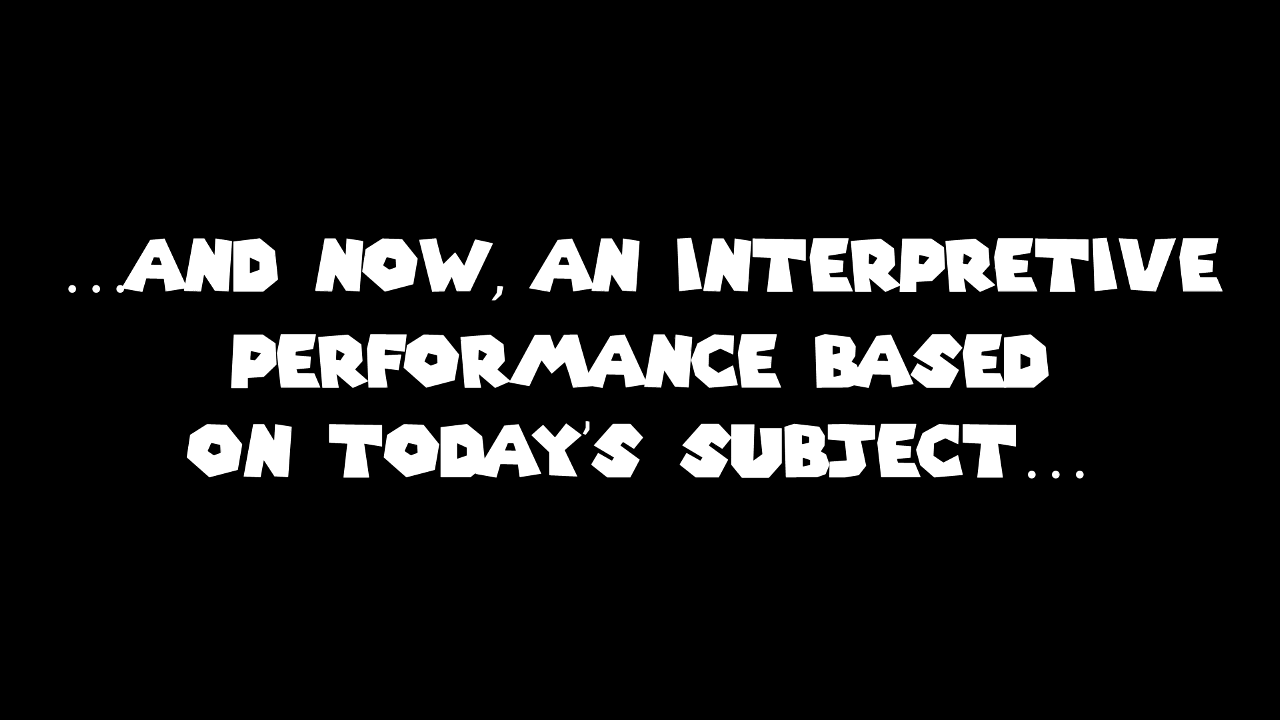 ...AND NOW, AN INTERPRETIVE
PERFORMANCE BASED
ON TODAY'S SUBJECT...